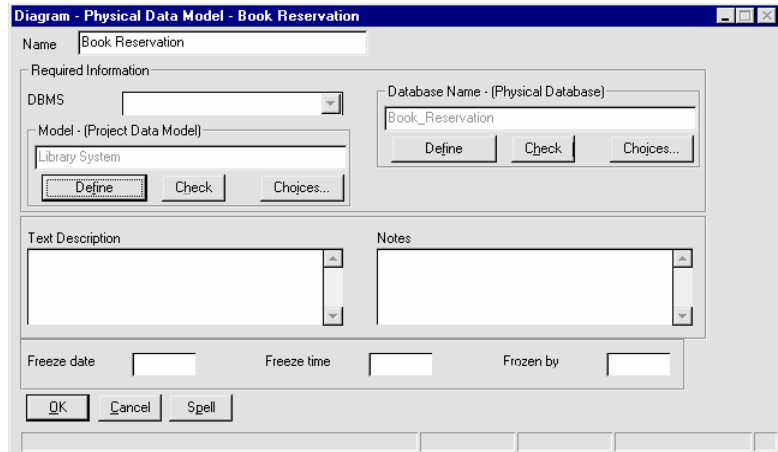 Diagram - Physical Data Model - Book Reservation
Name Book Reservation
Required Information
DBMS
Database Name - (Physical Database)
Book_Reservation
Define Check Choices...
Model - (Project Data Model)
Library System
Define Check Choices...
Text Description Notes
Freeze date Freeze time Frozen by
OK Cancel Spell